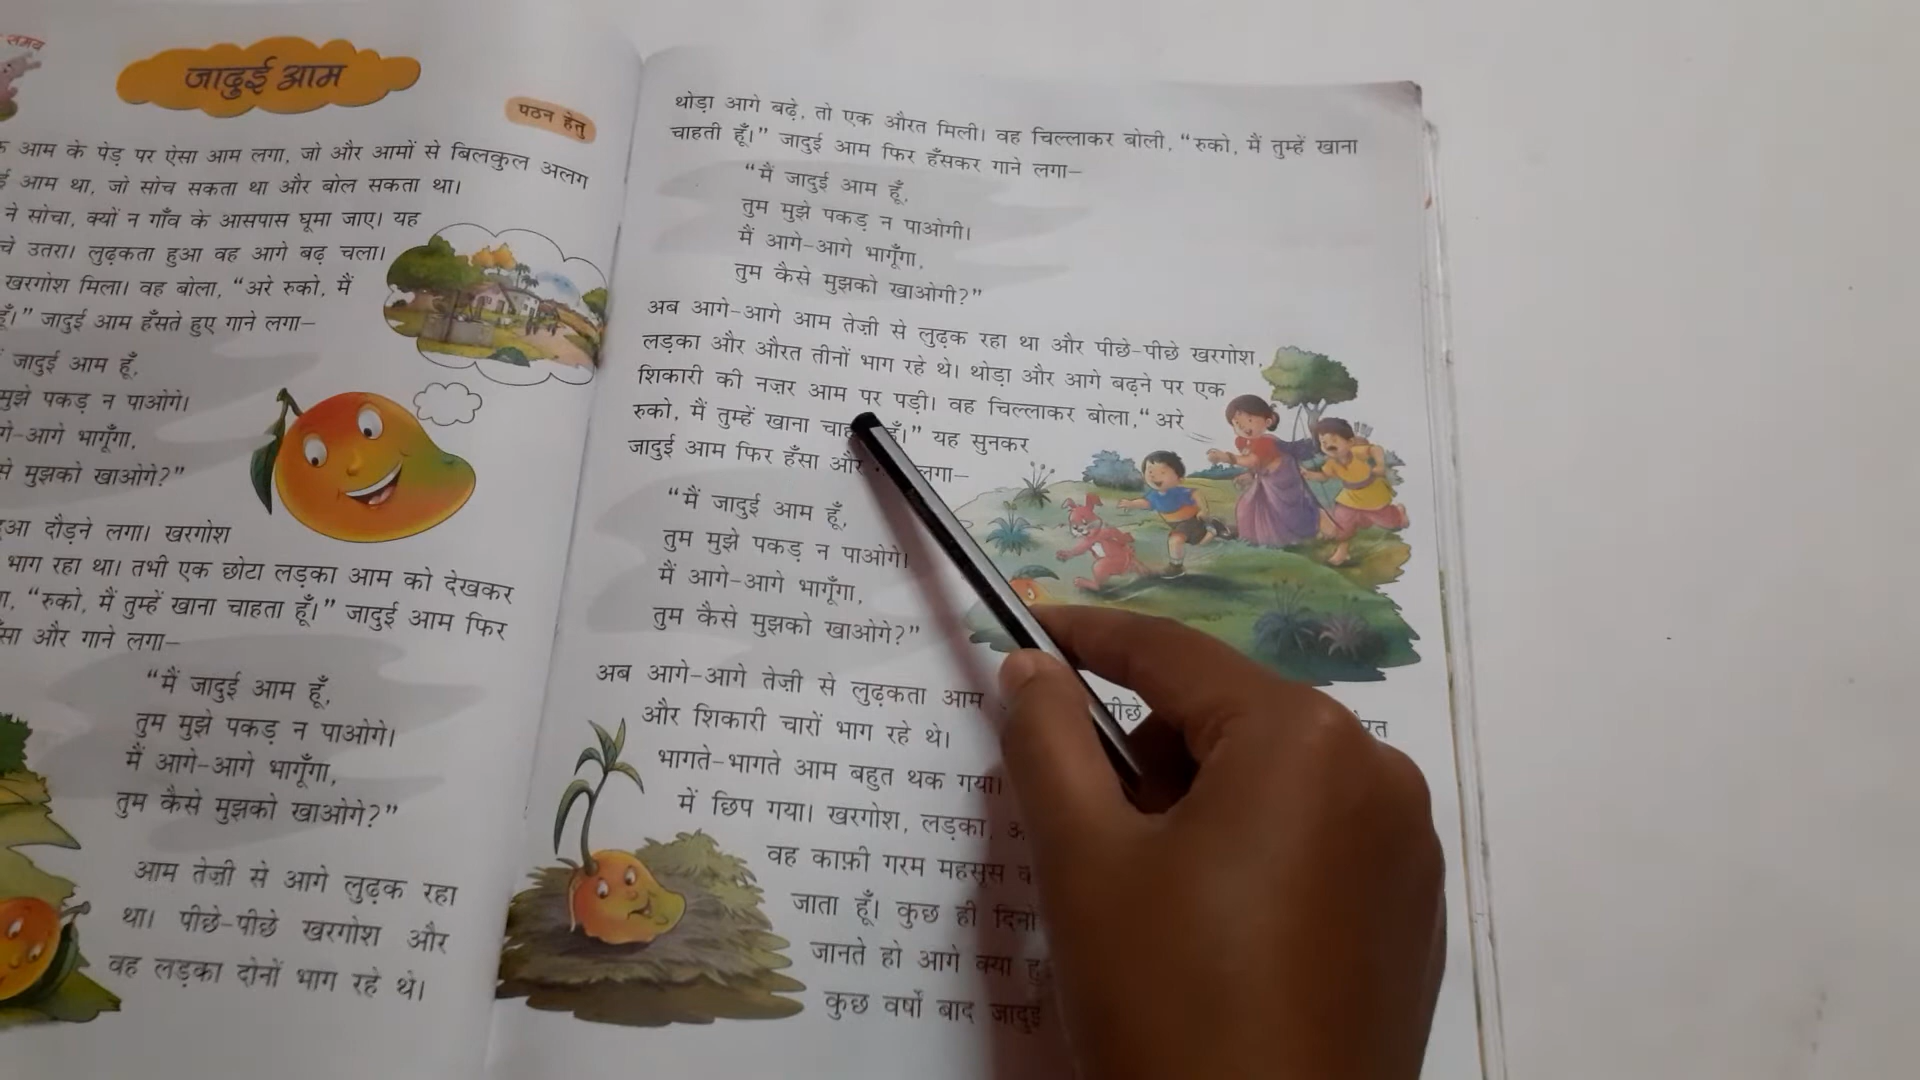 समय
जादुई आम
पठन हेतु
आम के पेड़ पर ऐसा आम लगा, जो और आमों से बिलकुल अलग
आम था, जो सोच सकता था और बोल सकता था।
ने सोचा, क्यों न गाँव के आसपास घूमा जाए। यह
उतरा। लुढ़कता हुआ वह आगे बढ़ चला।
खरगोश मिला। वह बोला, “अरे रुको, मैं
हूँ।” जादुई आम हँसते हुए गाने लगा–
जादुई आम हूँ,
मुझे पकड़ न पाओगे।
आगे भागूँगा,
मुझको खाओगे?”
दौड़ने लगा। खरगोश
भाग रहा था। तभी एक छोटा लड़का आम को देखकर
“रुको, मैं तुम्हें खाना चाहता हूँ।” जादुई आम फिर
और गाने लगा–
“मैं जादुई आम हूँ,
तुम मुझे पकड़ न पाओगे।
मैं आगे-आगे भागूँगा,
तुम कैसे मुझको खाओगे?”
आम तेज़ी से आगे लुढ़क रहा
था। पीछे-पीछे खरगोश और
वह लड़का दोनों भाग रहे थे।
थोड़ा आगे बढ़े, तो एक औरत मिली। वह चिल्लाकर बोली, “रुको, मैं तुम्हें खाना
चाहती हूँ।” जादुई आम फिर हँसकर गाने लगा–
“मैं जादुई आम हूँ,
तुम मुझे पकड़ न पाओगी।
मैं आगे-आगे भागूँगा,
तुम कैसे मुझको खाओगी?”
अब आगे-आगे आम तेज़ी से लुढ़क रहा था और पीछे-पीछे खरगोश,
लड़का और औरत तीनों भाग रहे थे। थोड़ा और आगे बढ़ने पर एक
शिकारी की नज़र आम पर पड़ी। वह चिल्लाकर बोला, “अरे
रुको, मैं तुम्हें खाना हूँ।” यह सुनकर
जादुई आम फिर हँसा और लगा–
“मैं जादुई आम हूँ,
तुम मुझे पकड़ न पाओगे।
मैं आगे-आगे भागूँगा,
तुम कैसे मुझको खाओगे?”
अब आगे-आगे तेज़ी से लुढ़कता आम
और शिकारी चारों भाग रहे थे।
भागते-भागते आम बहुत थक गया।
में छिप गया। खरगोश, लड़का,
वह काफ़ी गरम महसूस
जाता हूँ। कुछ ही
जानते हो आगे क्या
कुछ वर्षों बाद